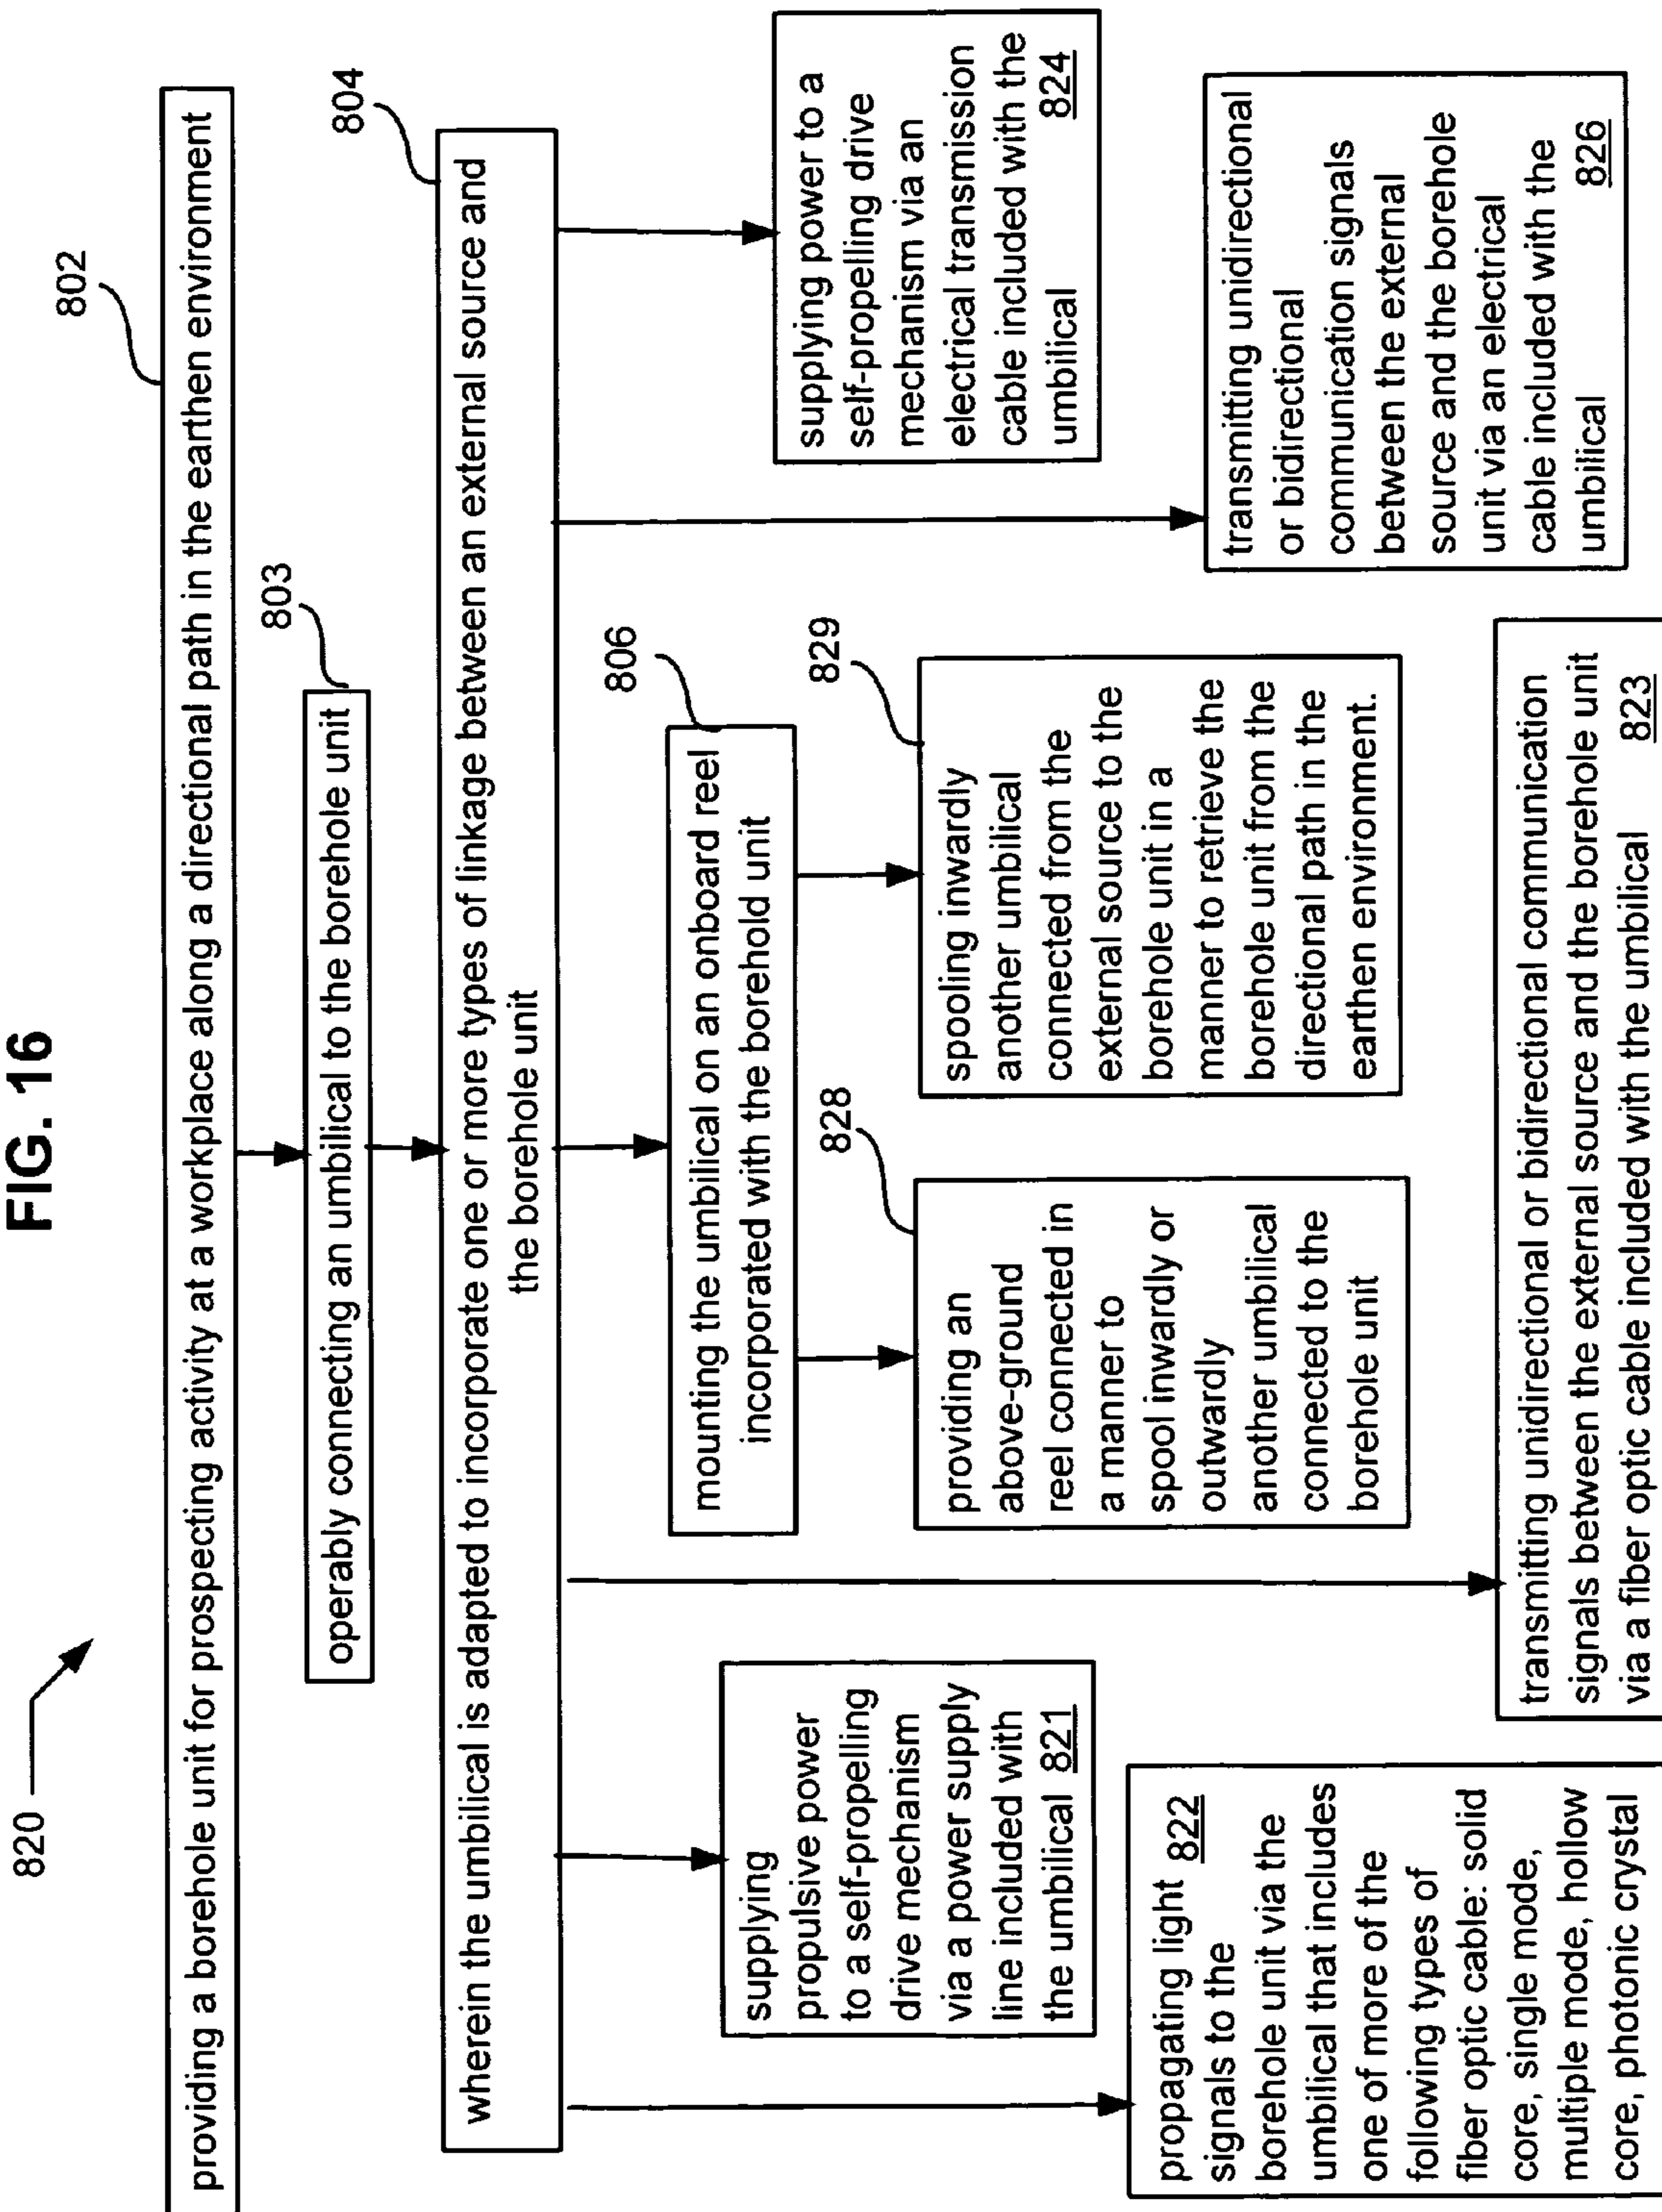 FIG. 16
820
802
providing a borehole unit for prospecting activity at a workplace along a directional path in the earthen environment
803
operably connecting an umbilical to the borehole unit
804
wherein the umbilical is adapted to incorporate one or more types of linkage between an external source and
the borehole unit
806
mounting the umbilical on an onboard reel
incorporated with the borehold unit
supplying
propulsive power
to a self-propelling
drive mechanism
via a power supply
line included with
the umbilical 821
828
providing an
above-ground
reel connected in
a manner to
spool inwardly or
outwardly
another umbilical
connected to the
borehole unit
829
spooling inwardly
another umbilical
connected from the
external source to the
borehole unit in a
manner to retrieve the
borehole unit from the
directional path in the
earthen environment.
supplying power to a
self-propelling drive
mechanism via an
electrical transmission
cable included with the
umbilical 824
propagating light 822
signals to the
borehole unit via the
umbilical that includes
one of more of the
following types of
fiber optic cable: solid
core, single mode,
multiple mode, hollow
core, photonic crystal
transmitting unidirectional or bidirectional communication
signals between the external source and the borehole unit
via a fiber optic cable included with the umbilical 823
transmitting unidirectional
or bidirectional
communication signals
between the external
source and the borehole
unit via an electrical
cable included with the
umbilical 826